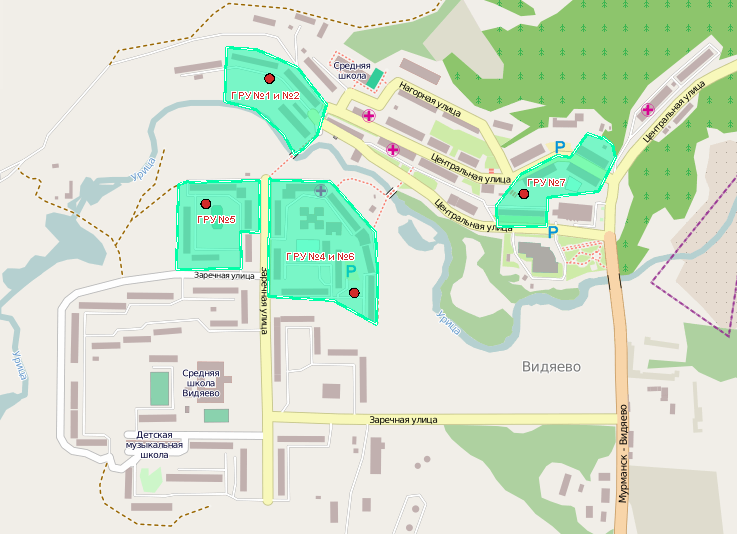 Средняя
школа
ГРУ №1 и №2
Нагорная улица
Центральная улица
P
Урица
Центральная улица
ГРУ №7
ГРУ №5
Центральная улица
P
ГРУ №4 и №6
P
Заречная улица
Заречная улица
Урица
Урица
Видяево
Средняя
школа
Видяево
Заречная улица
Детская
музыкальная
школа
Мурманск - Видяево